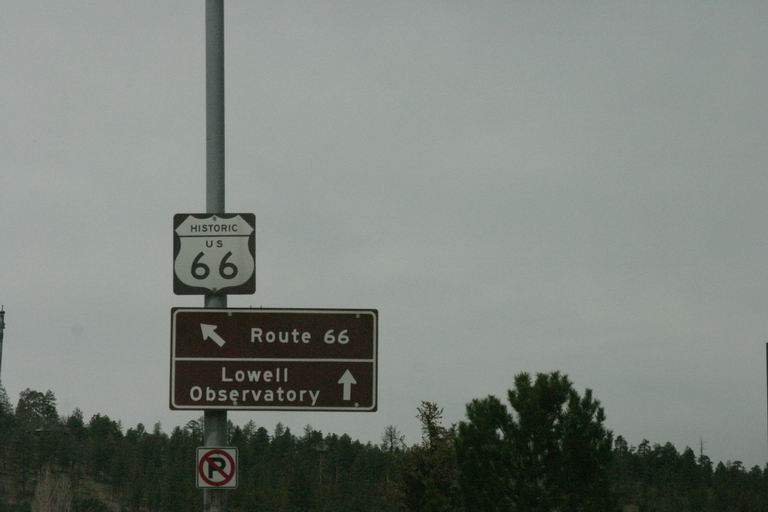 HISTORIC
US
66
Route 66
Lowell
Observatory
P